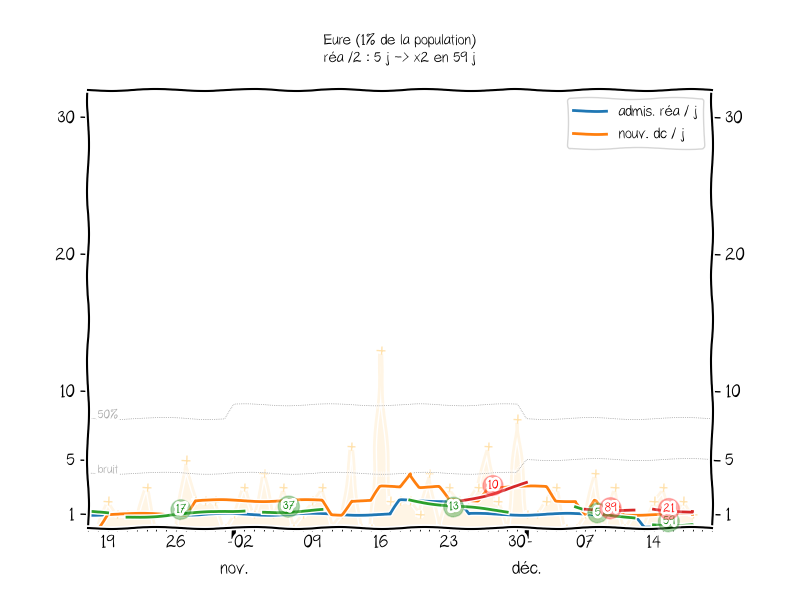 Eure (1% de la population)
réa /2 : 5 j -> x2 en 59 j
admis. réa / j
nouv. dc / j
30 30
20 20
10 10
50%
5 5
bruit
1 1
17 37 13 10 5 89 21 59
19 26 02 09 16 23 30 07 14
nov. déc.